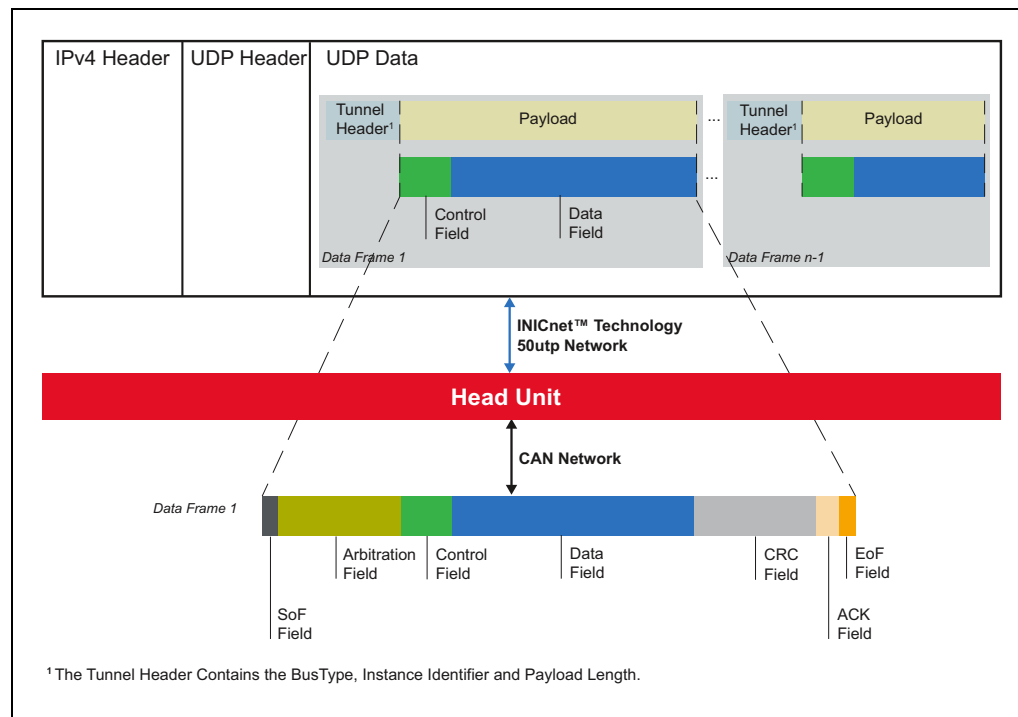 IPv4 Header
UDP Header
UDP Data
Tunnel
Header¹
Payload
...
Tunnel
Header¹
Payload
...
Control
Field
Data
Field
Data Frame 1
Data Frame n-1
INICnet™ Technology
50utp Network
Head Unit
CAN Network
Data Frame 1
Arbitration
Field
Control
Field
Data
Field
CRC
Field
EoF
Field
SoF
Field
ACK
Field
¹ The Tunnel Header Contains the BusType, Instance Identifier and Payload Length.